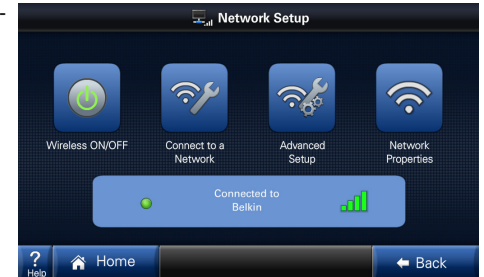 Network Setup
Wireless ON/OFF
Connect to a
Network
Advanced
Setup
Network
Properties
Connected to
Belkin
?
Help
Home
Back